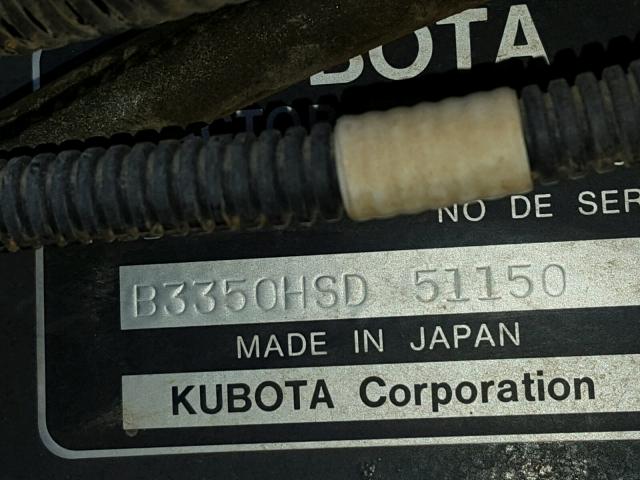 BOTA
NO DE SER
B3350HSD 51150
MADE IN JAPAN
KUBOTA Corporation